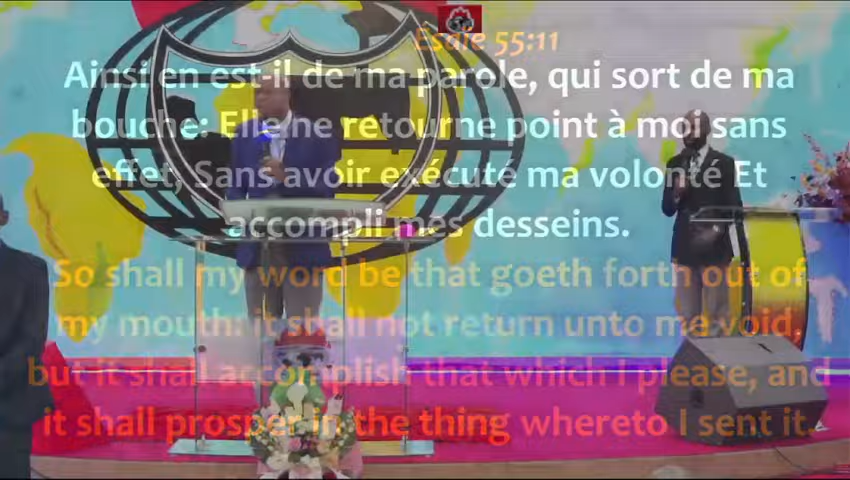 Esaïe 55:11
Ainsi en est-il de ma parole, qui sort de ma
bouche: Elle ne retourne point à moi sans
effet, Sans avoir exécuté ma volonté Et
accompli mes desseins.
So shall my word be that goeth forth out of
my mouth: it shall not return unto me void,
but it shall accomplish that which I please, and
it shall prosper in the thing whereto I sent it.